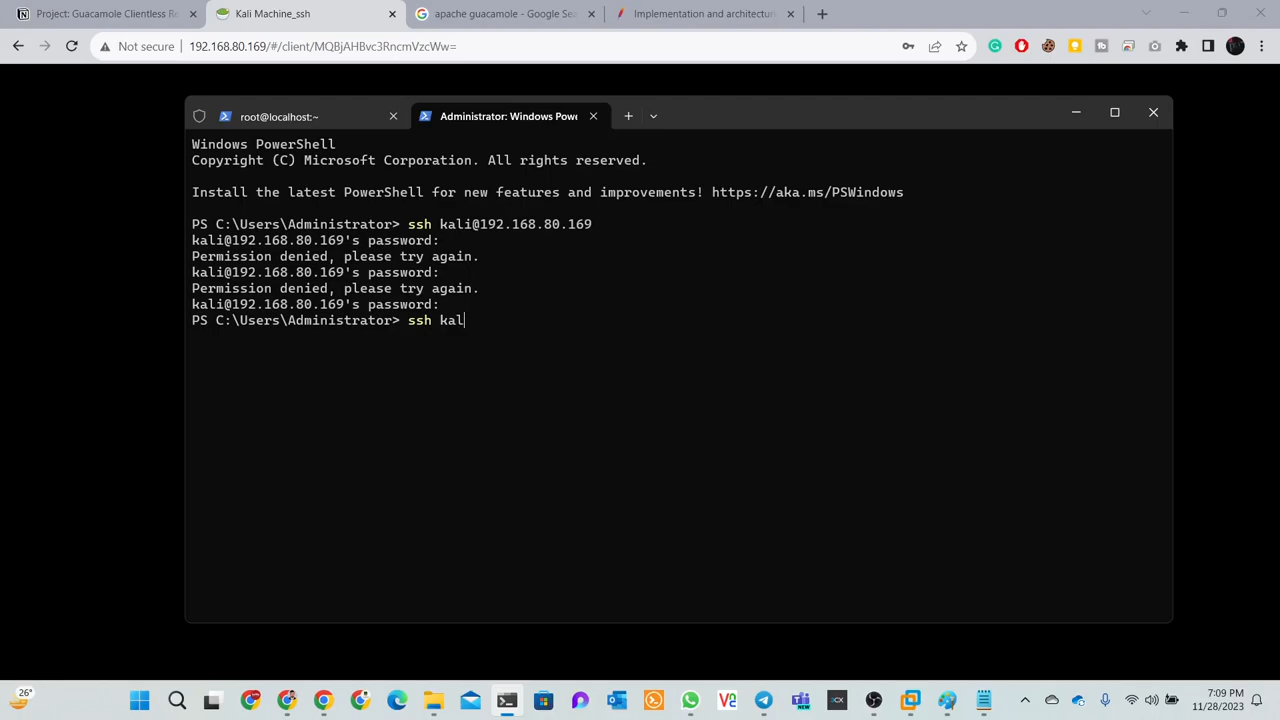 Project: Guacamole Clientless Re
Kali Machine_ssh
apache guacamole - Google Sea
Implementation and architecture
Not secure
192.168.80.169/#/client/MQBjAHBvc3RncmVzcWw=
root@localhost:~
Administrator: Windows Powe
Windows PowerShell
Copyright (C) Microsoft Corporation. All rights reserved.
Install the latest PowerShell for new features and improvements! https://aka.ms/PSWindows
PS C:\Users\Administrator> ssh kali@192.168.80.169
kali@192.168.80.169's password:
Permission denied, please try again.
kali@192.168.80.169's password:
Permission denied, please try again.
kali@192.168.80.169's password:
PS C:\Users\Administrator> ssh kal
26°
7:09 PM
11/28/2023